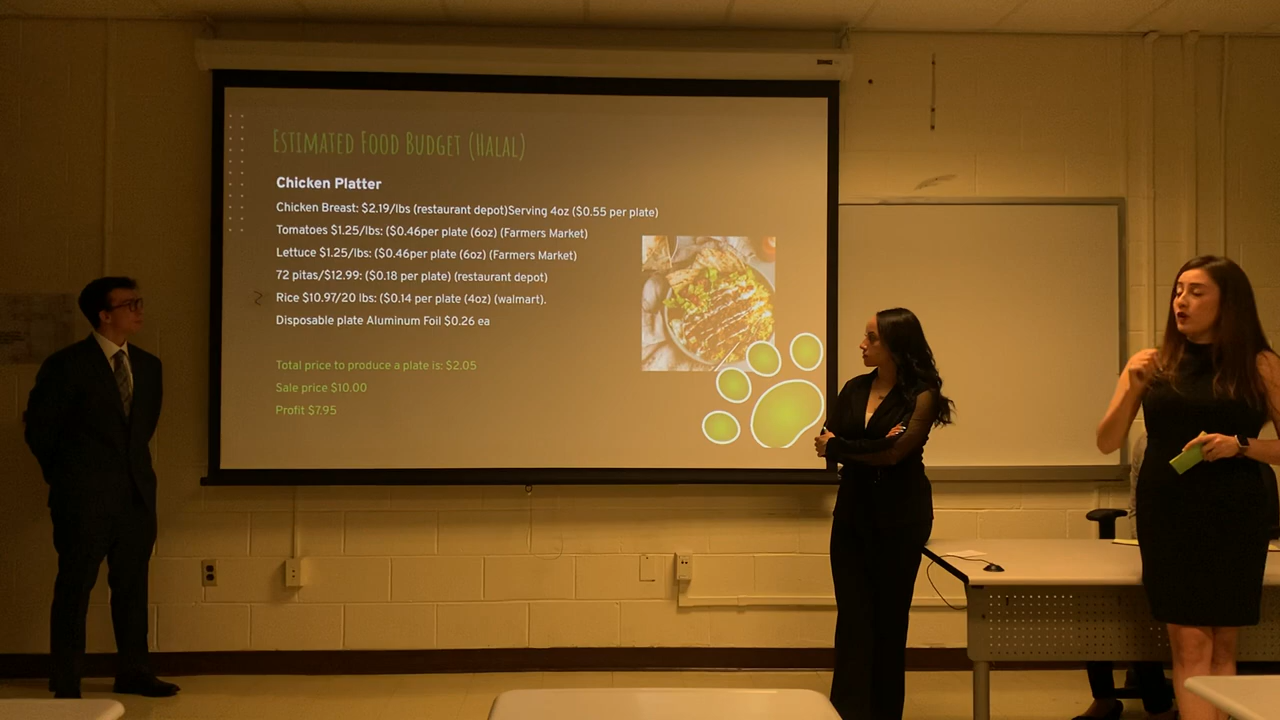 Estimated Food Budget (Halal)
Chicken Platter
Chicken Breast: $2.19/lbs (restaurant depot)Serving 4oz ($0.55 per plate)
Tomatoes $1.25/lbs: ($0.46per plate (6oz) (Farmers Market)
Lettuce $1.25/lbs: ($0.46per plate (6oz) (Farmers Market)
72 pitas/$12.99: ($0.18 per plate) (restaurant depot)
Rice $10.97/20 lbs: ($0.14 per plate (4oz) (walmart).
Disposable plate Aluminum Foil $0.26 ea
Total price to produce a plate is: $2.05
Sale price $10.00
Profit $7.95